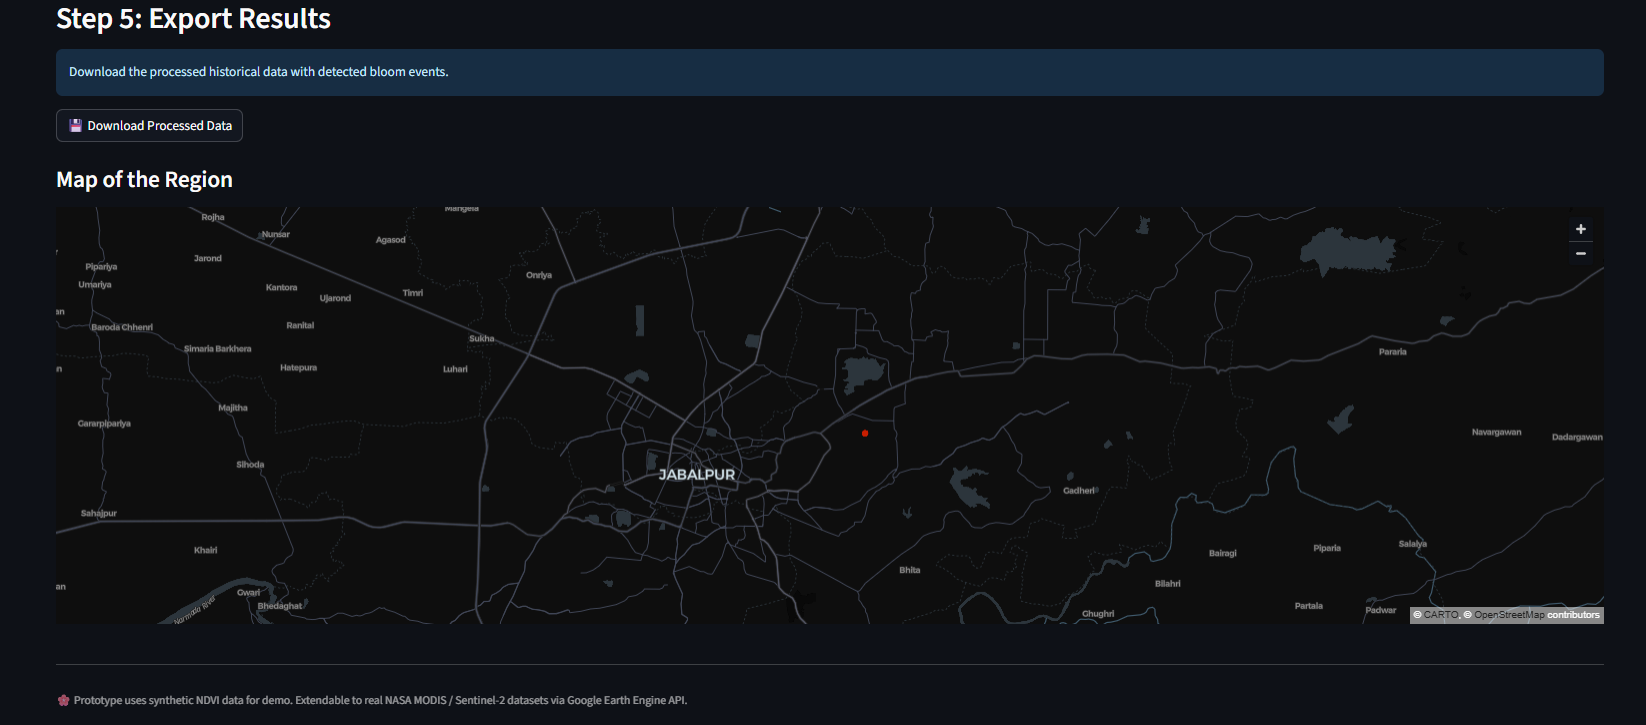 Step 5: Export Results
Download the processed historical data with detected bloom events.
Download Processed Data
Map of the Region
Rojha
Mangela
Nunsar
Agasod
Jarond
Pipariya
Onriya
Umariya
Kantora
Timri
Ujarond
an
Baroda Chhenri
Ranital
Sukha
Simaria Barkhera
Pararia
Hatepura
Luhari
Majitha
Gararpipariya
Navargawan
Dadargawan
Sihoda
JABALPUR
Gadheri
Sahajpur
Khairi
Bairagi
Piparia
Salaiya
Bhita
an
Gwari
Bilahri
Bhedaghat
Narmada River
Ghughri
Partala
Padwar
+
−
© CARTO, © OpenStreetMap contributors
Prototype uses synthetic NDVI data for demo. Extendable to real NASA MODIS / Sentinel-2 datasets via Google Earth Engine API.